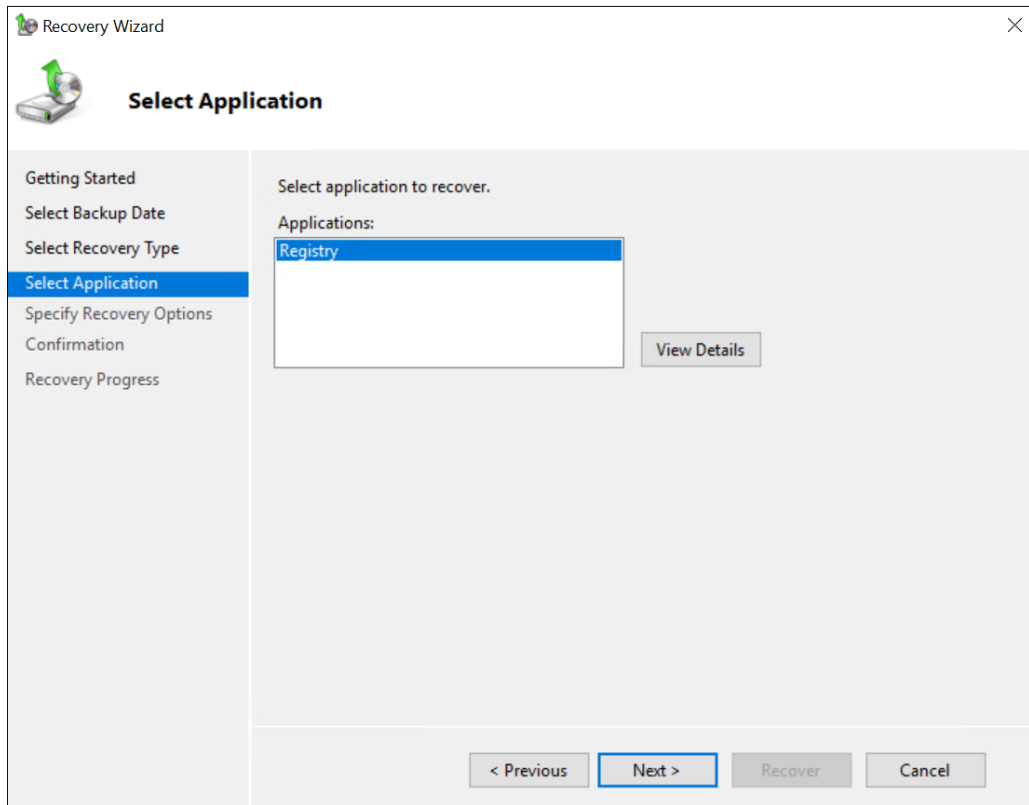 Recovery Wizard
Select Application
Getting Started
Select Backup Date
Select Recovery Type
Select Application
Specify Recovery Options
Confirmation
Recovery Progress
Select application to recover.
Applications:
Registry
View Details
< Previous
Next >
Recover
Cancel